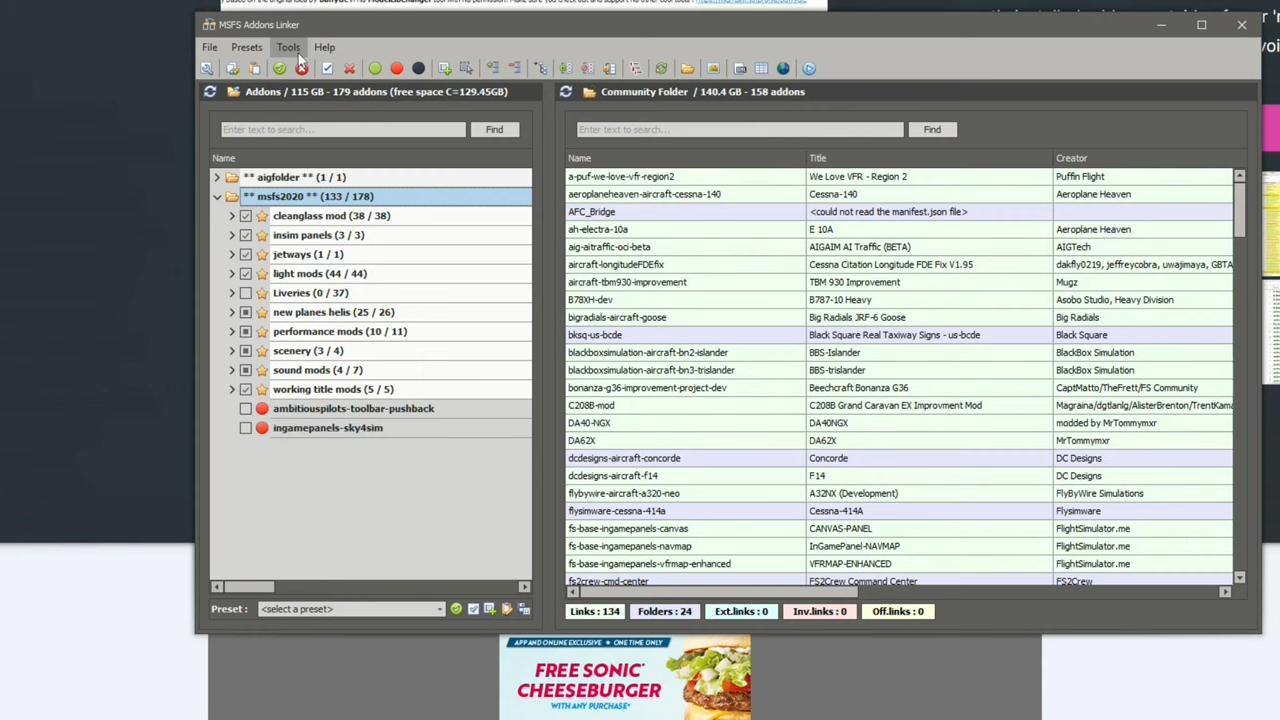 MSFS Addons Linker
File Presets Tools Help
Addons / 115 GB - 179 addons (free space C=129.45GB)
Enter text to search... Find
Name
** aigfolder ** (1 / 1)
** msfs2020 ** (133 / 178)
cleanglass mod (38 / 38)
insim panels (3 / 3)
jetways (1 / 1)
light mods (44 / 44)
Liveries (0 / 37)
new planes helis (25 / 26)
performance mods (10 / 11)
scenery (3 / 4)
sound mods (4 / 7)
working title mods (5 / 5)
ambitiouspilots-toolbar-pushback
ingamepanels-sky4sim
Preset : <select a preset>
Community Folder / 140.4 GB - 158 addons
Enter text to search... Find
Name Title Creator
a-puf-we-love-vfr-region2 We Love VFR - Region 2 Puffin Flight
aeroplaneheaven-aircraft-cessna-140 Cessna-140 Aeroplane Heaven
AFC_Bridge <could not read the manifest.json file>
ah-electra-10a E 10A Aeroplane Heaven
aig-aitraffic-oci-beta AIGAIM AI Traffic (BETA) AIGTech
aircraft-longitudeFDEfix Cessna Citation Longitude FDE Fix V1.95 dakfly0219, jeffreycobra, uwajimaya, GBTA
aircraft-tbm930-improvement TBM 930 Improvement Mugz
B78XH-dev B787-10 Heavy Asobo Studio, Heavy Division
bigradials-aircraft-goose Big Radials JRF-6 Goose Big Radials
bksq-us-bcde Black Square Real Taxiway Signs - us-bcde Black Square
blackboxsimulation-aircraft-bn2-islander BBS-Islander BlackBox Simulation
blackboxsimulation-aircraft-bn3-trislander BBS-trislander BlackBox Simulation
bonanza-g36-improvement-project-dev Beechcraft Bonanza G36 CaptMatto/TheFrett/FS Community
C208B-mod C208B Grand Caravan EX Improvment Mod Magraina/dgtlanlg/AlisterBrenton/TrentKama
DA40-NGX DA40NGX modded by MrTommymxr
DA62X DA62X MrTommymxr
dcdesigns-aircraft-concorde Concorde DC Designs
dcdesigns-aircraft-f14 F14 DC Designs
flybywire-aircraft-a320-neo A32NX (Development) FlyByWire Simulations
flysimware-cessna-414a Cessna-414A Flysimware
fs-base-ingamepanels-canvas CANVAS-PANEL FlightSimulator.me
fs-base-ingamepanels-navmap InGamePanel-NAVMAP FlightSimulator.me
fs-base-ingamepanels-vfrmap-enhanced VFRMAP-ENHANCED FlightSimulator.me
fs2crew-cmd-center FS2Crew Command Center FS2Crew
Links : 134 Folders : 24 Ext.links : 0 Inv.links : 0 Off.links : 0
APP AND ONLINE EXCLUSIVE ★ ONE TIME ONLY
FREE SONIC
CHEESEBURGER
WITH ANY PURCHASE*